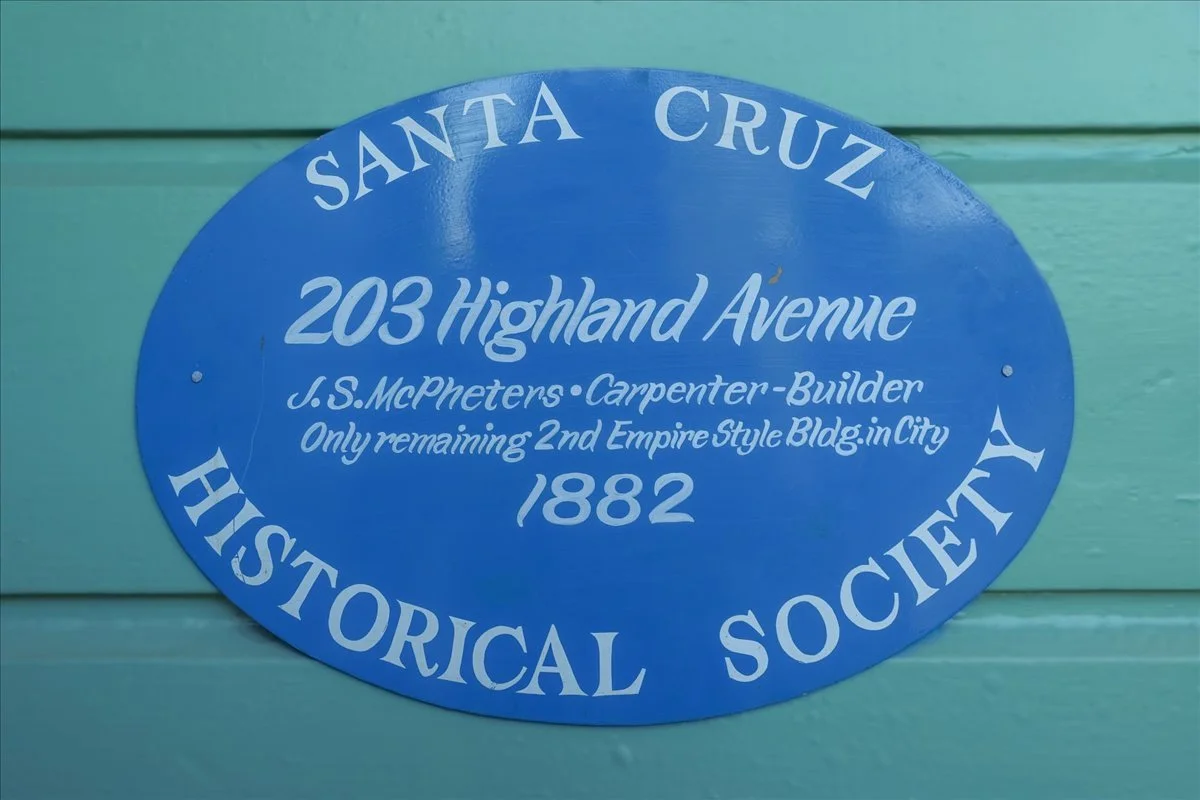 SANTA CRUZ
203 Highland Avenue
J.S. McPheters • Carpenter-Builder
Only remaining 2nd Empire Style Bldg. in City
1882
HISTORICAL SOCIETY